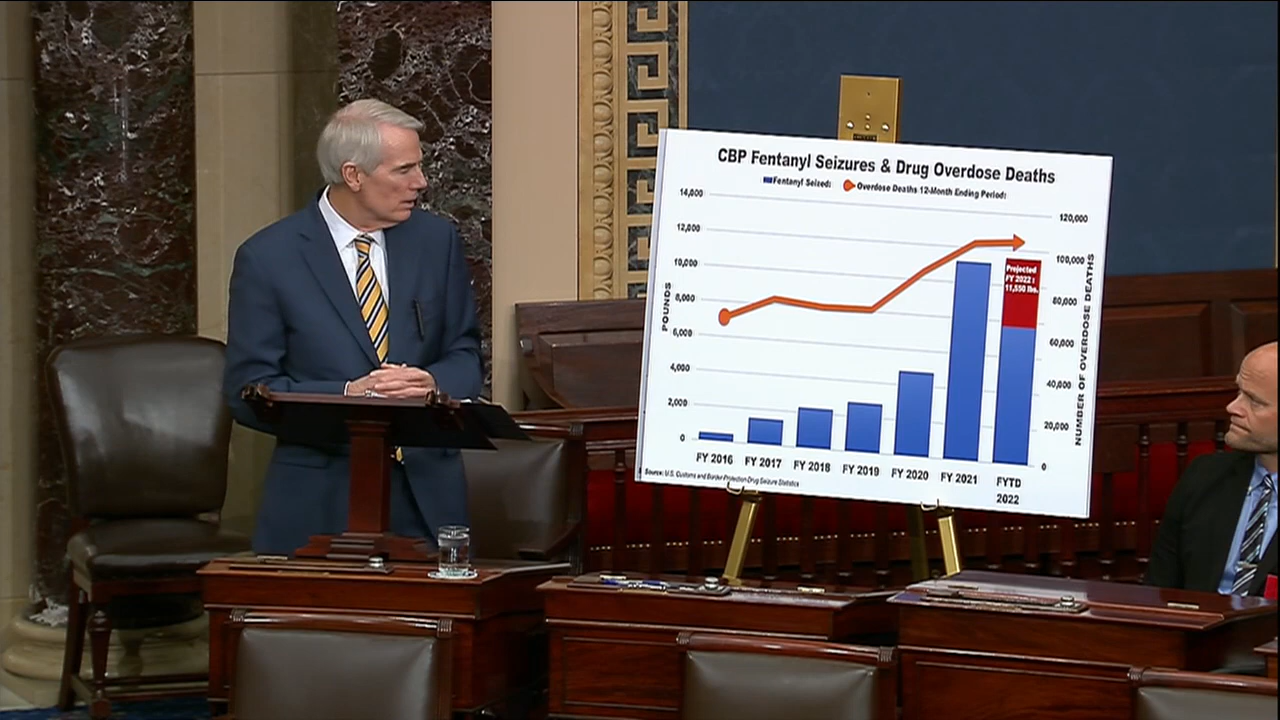 CBP Fentanyl Seizures & Drug Overdose Deaths
Fentanyl Seized: Overdose Deaths 12-Month Ending Period:
14,000
12,000
10,000
8,000
6,000
4,000
2,000
0
POUNDS
120,000
100,000
80,000
60,000
40,000
20,000
0
NUMBER OF OVERDOSE DEATHS
Projected
FY 2022:
11,550 lbs.
FY 2016 FY 2017 FY 2018 FY 2019 FY 2020 FY 2021 FYTD
2022
Source: U.S. Customs and Border Protection Drug Seizure Statistics